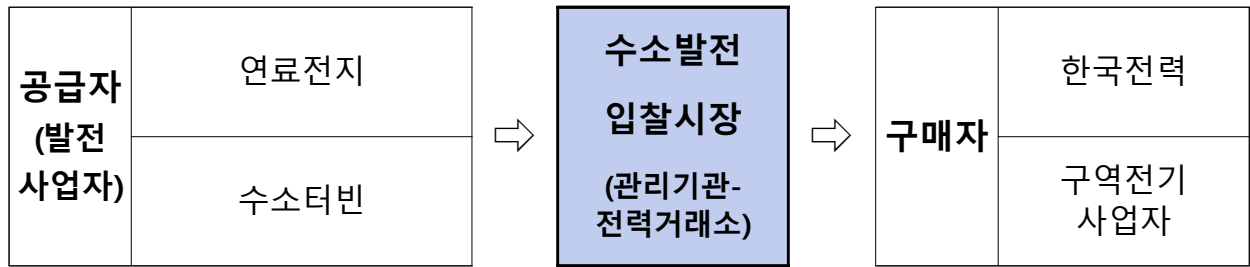 공급자
(발전
사업자)
연료전지
수소터빈
⇨
수소발전
입찰시장
(관리기관-
전력거래소)
⇨
구매자
한국전력
구역전기
사업자